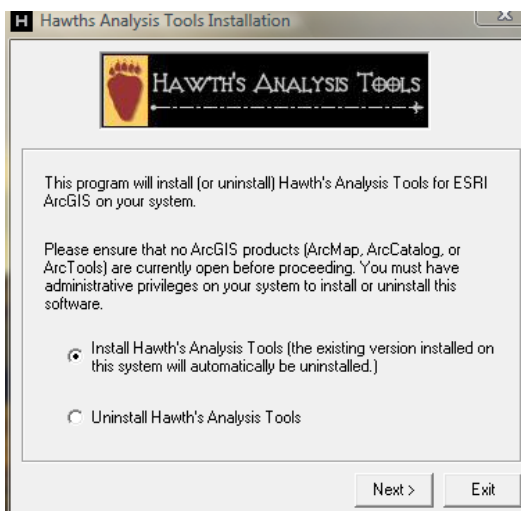 H Hawths Analysis Tools Installation
HAWTH'S ANALYSIS TOOLS
This program will install (or uninstall) Hawth's Analysis Tools for ESRI
ArcGIS on your system.
Please ensure that no ArcGIS products (ArcMap, ArcCatalog, or
ArcTools) are currently open before proceeding. You must have
administrative privileges on your system to install or uninstall this
software.
Install Hawth's Analysis Tools (the existing version installed on
this system will automatically be uninstalled.)
Uninstall Hawth's Analysis Tools
Next > Exit